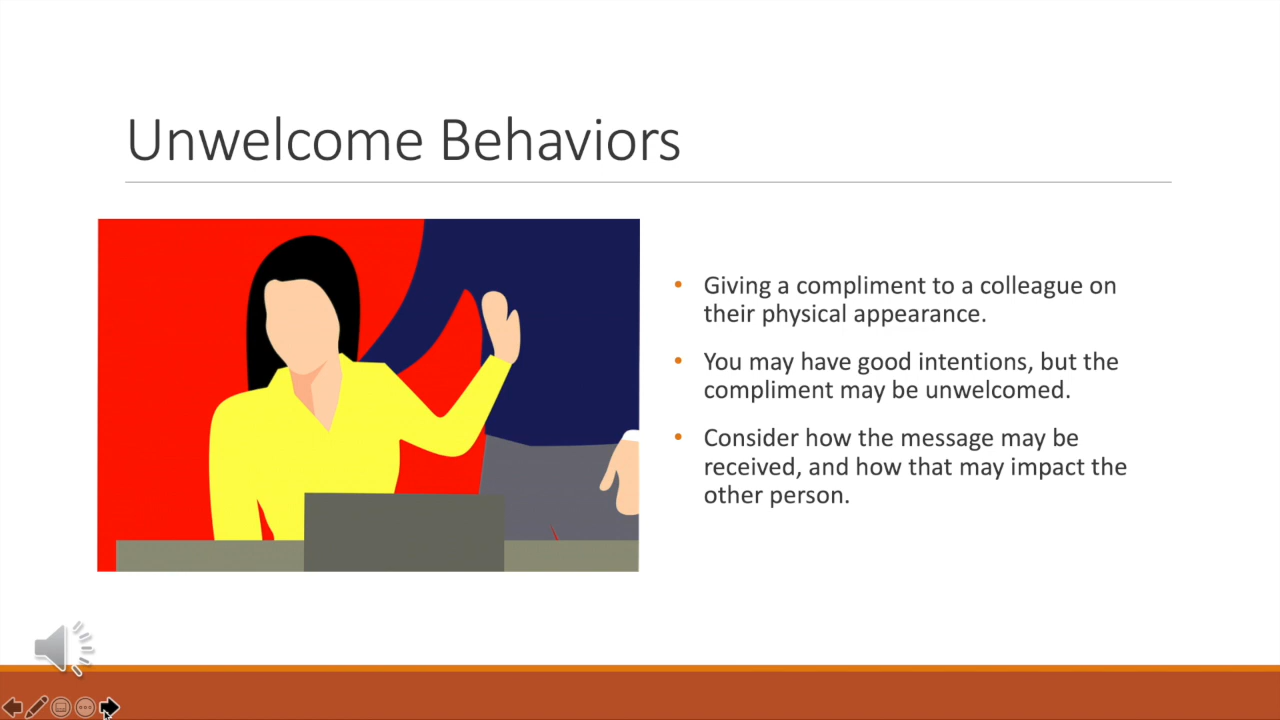 Unwelcome Behaviors
• Giving a compliment to a colleague on
their physical appearance.
• You may have good intentions, but the
compliment may be unwelcomed.
• Consider how the message may be
received, and how that may impact the
other person.